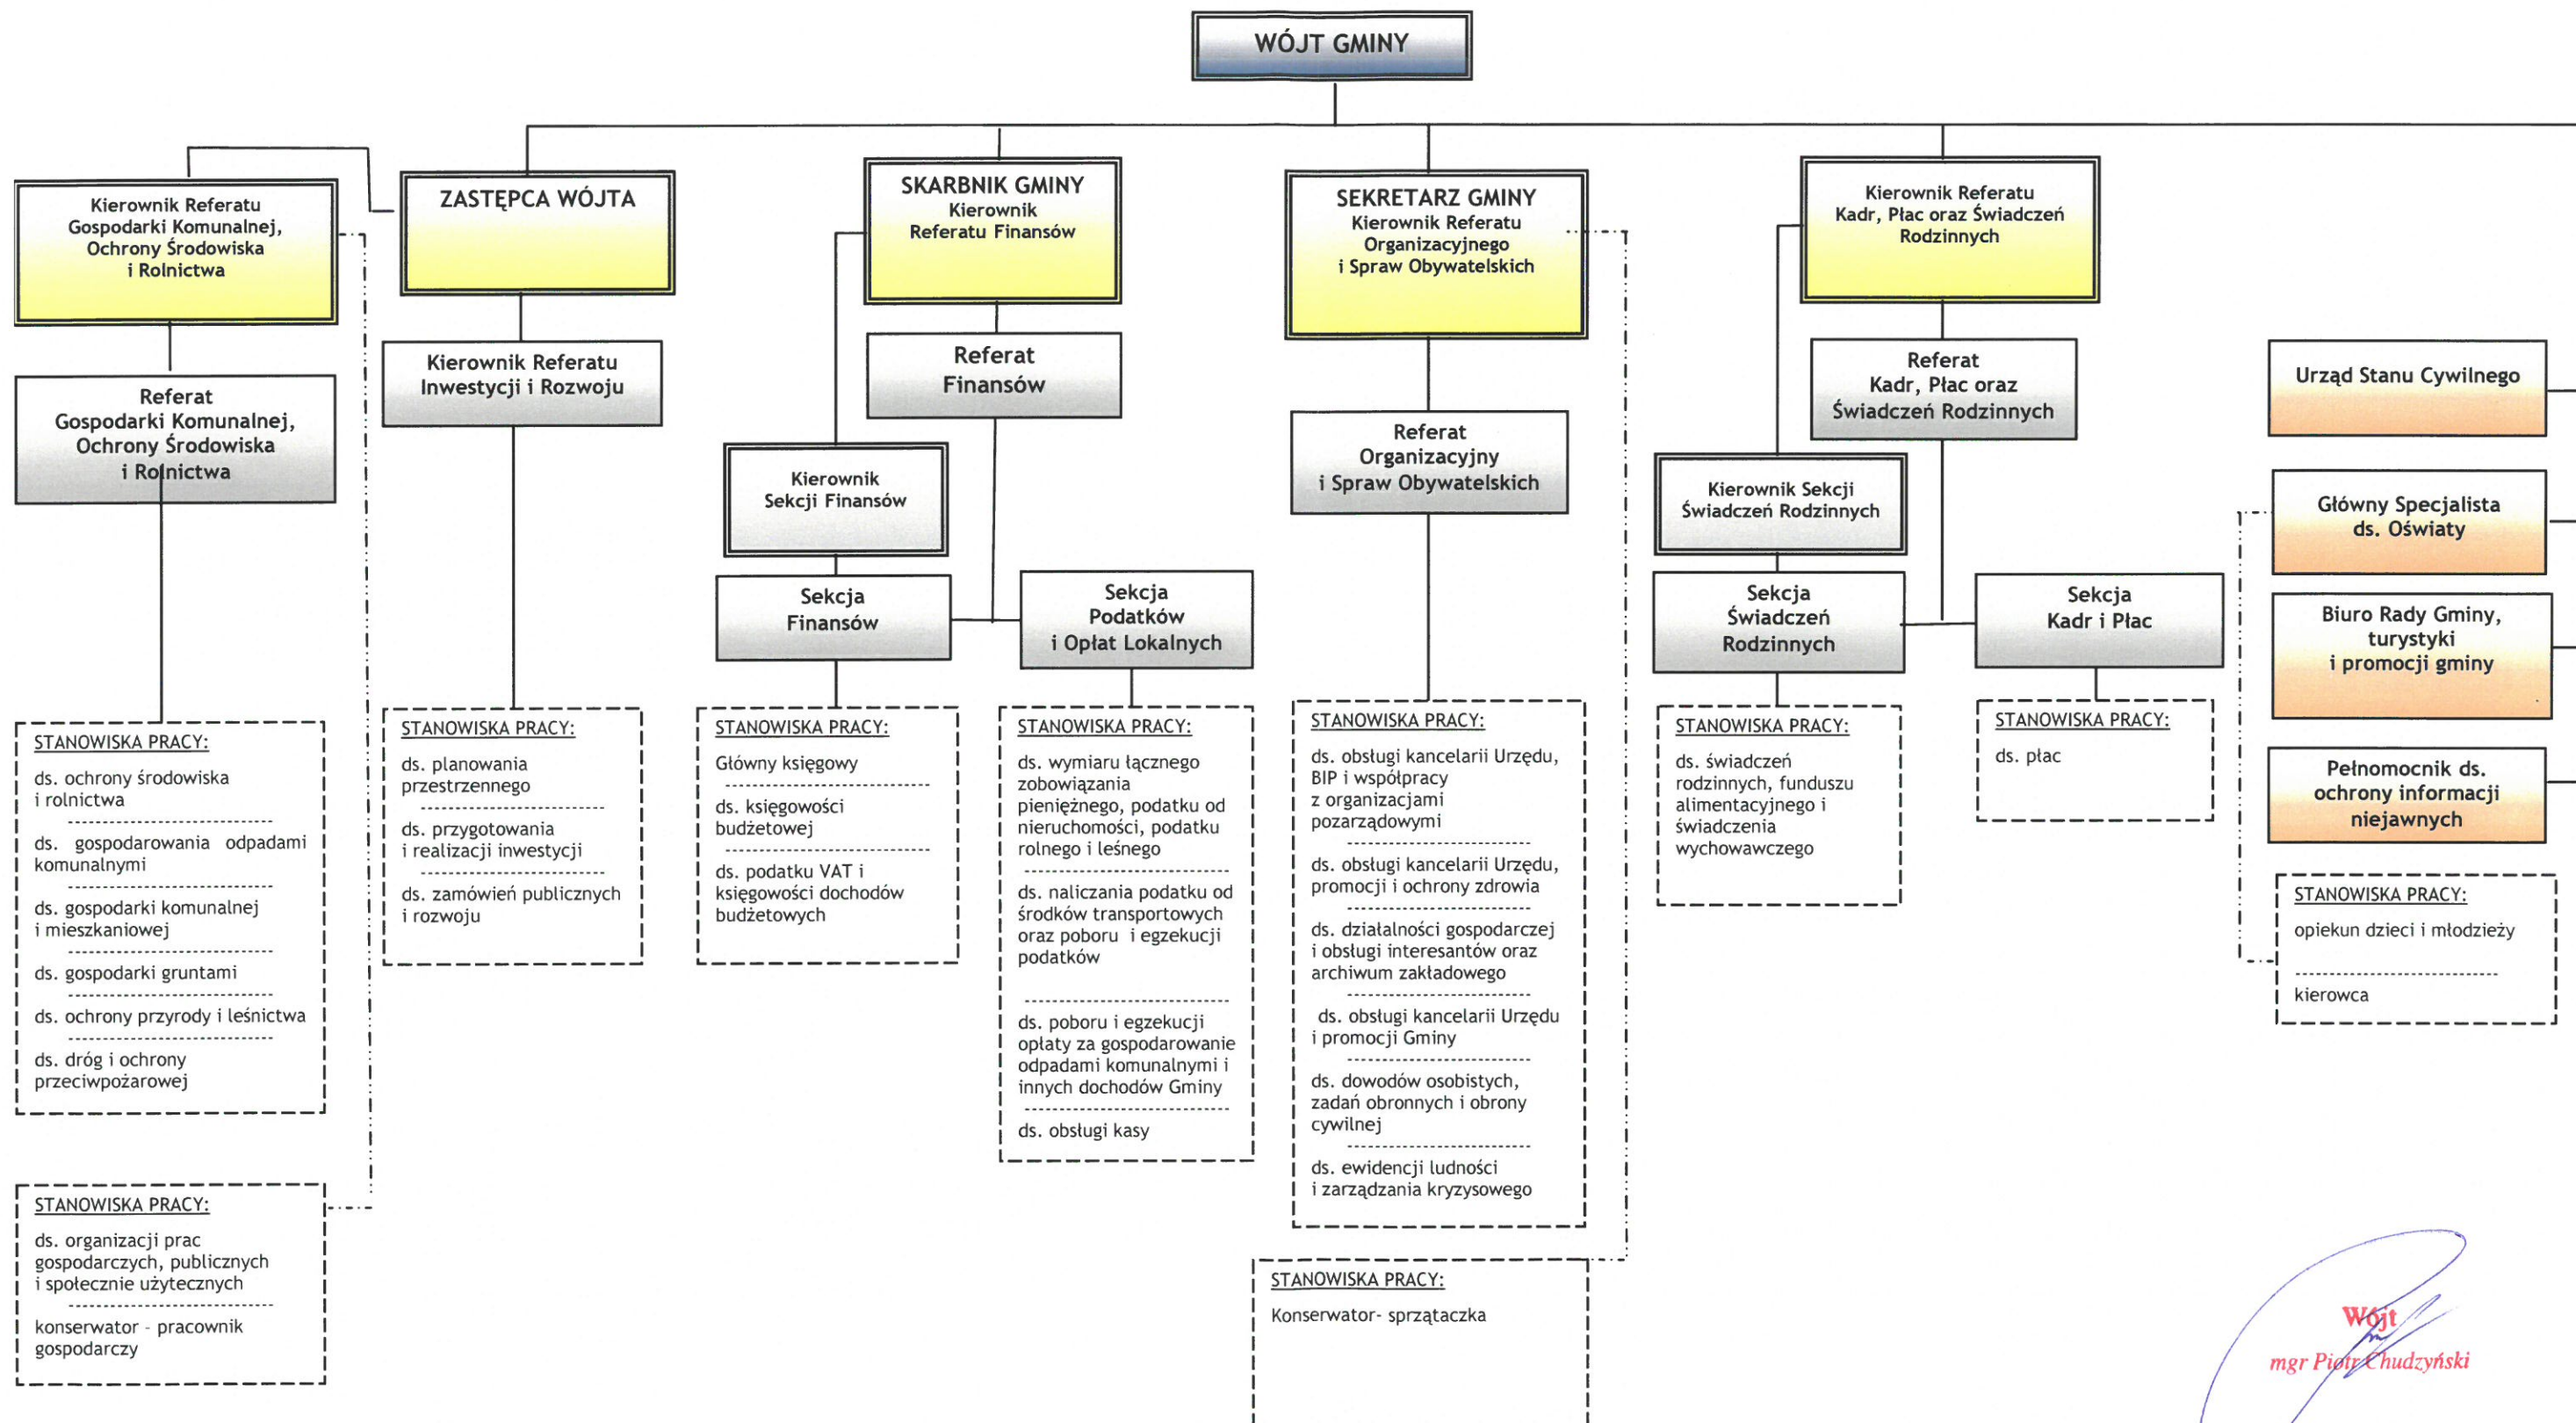 WÓJT GMINY
Kierownik Referatu
Gospodarki Komunalnej,
Ochrony Środowiska
i Rolnictwa
ZASTĘPCA WÓJTA
SKARBNIK GMINY
Kierownik
Referatu Finansów
SEKRETARZ GMINY
Kierownik Referatu
Organizacyjnego
i Spraw Obywatelskich
Kierownik Referatu
Kadr, Płac oraz Świadczeń
Rodzinnych
Referat
Gospodarki Komunalnej,
Ochrony Środowiska
i Rolnictwa
Kierownik Referatu
Inwestycji i Rozwoju
Referat
Finansów
Referat
Organizacyjny
i Spraw Obywatelskich
Referat
Kadr, Płac oraz
Świadczeń Rodzinnych
Kierownik
Sekcji Finansów
Kierownik Sekcji
Świadczeń Rodzinnych
Sekcja
Finansów
Sekcja
Podatków
i Opłat Lokalnych
Sekcja
Świadczeń
Rodzinnych
Sekcja
Kadr i Płac
Urząd Stanu Cywilnego
Główny Specjalista
ds. Oświaty
Biuro Rady Gminy,
turystyki
i promocji gminy
Pełnomocnik ds.
ochrony informacji
niejawnych
STANOWISKA PRACY:
ds. ochrony środowiska
i rolnictwa
ds. gospodarowania odpadami
komunalnymi
ds. gospodarki komunalnej
i mieszkaniowej
ds. gospodarki gruntami
ds. ochrony przyrody i leśnictwa
ds. dróg i ochrony
przeciwpożarowej
STANOWISKA PRACY:
ds. organizacji prac
gospodarczych, publicznych
i społecznie użytecznych
konserwator - pracownik
gospodarczy
STANOWISKA PRACY:
ds. planowania
przestrzennego
ds. przygotowania
i realizacji inwestycji
ds. zamówień publicznych
i rozwoju
STANOWISKA PRACY:
Główny księgowy
ds. księgowości
budżetowej
ds. podatku VAT i
księgowości dochodów
budżetowych
STANOWISKA PRACY:
ds. wymiaru łącznego
zobowiązania
pieniężnego, podatku od
nieruchomości, podatku
rolnego i leśnego
ds. naliczania podatku od
środków transportowych
oraz poboru i egzekucji
podatków
ds. poboru i egzekucji
opłaty za gospodarowanie
odpadami komunalnymi i
innych dochodów Gminy
ds. obsługi kasy
STANOWISKA PRACY:
ds. obsługi kancelarii Urzędu,
BIP i współpracy
z organizacjami
pozarządowymi
ds. obsługi kancelarii Urzędu,
promocji i ochrony zdrowia
ds. działalności gospodarczej
i obsługi interesantów oraz
archiwum zakładowego
ds. obsługi kancelarii Urzędu
i promocji Gminy
ds. dowodów osobistych,
zadań obronnych i obrony
cywilnej
ds. ewidencji ludności
i zarządzania kryzysowego
STANOWISKA PRACY:
Konserwator- sprzątaczka
STANOWISKA PRACY:
ds. świadczeń
rodzinnych, funduszu
alimentacyjnego i
świadczenia
wychowawczego
STANOWISKA PRACY:
ds. płac
STANOWISKA PRACY:
opiekun dzieci i młodzieży
kierowca
Wójt
mgr Piotr Chudzyński